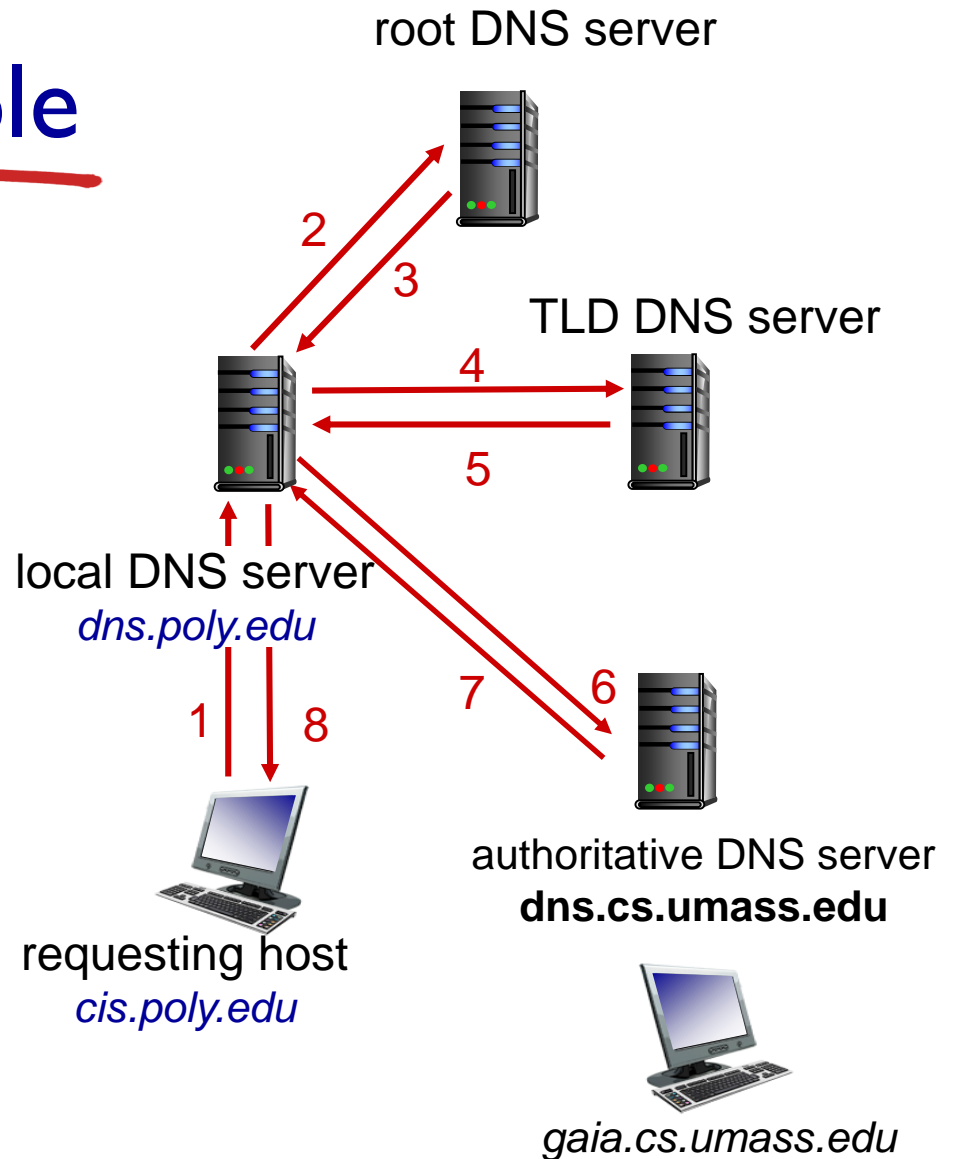 root DNS server
2
3
TLD DNS server
4
5
local DNS server
dns.poly.edu
1
8
7
6
authoritative DNS server
dns.cs.umass.edu
requesting host
cis.poly.edu
gaia.cs.umass.edu